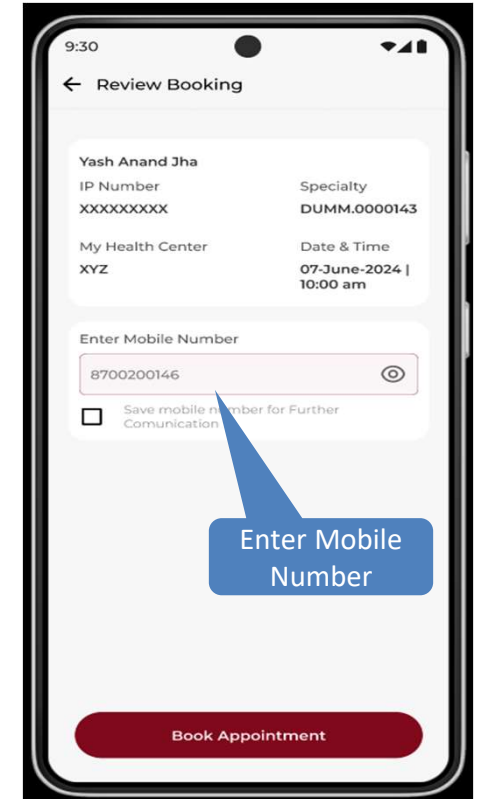 9:30
← Review Booking
Yash Anand Jha
IP Number Specialty
XXXXXXXXX DUMM.0000143
My Health Center Date & Time
XYZ 07-June-2024 |
10:00 am
Enter Mobile Number
8700200146
Save mobile number for Further
Comunication
Enter Mobile
Number
Book Appointment